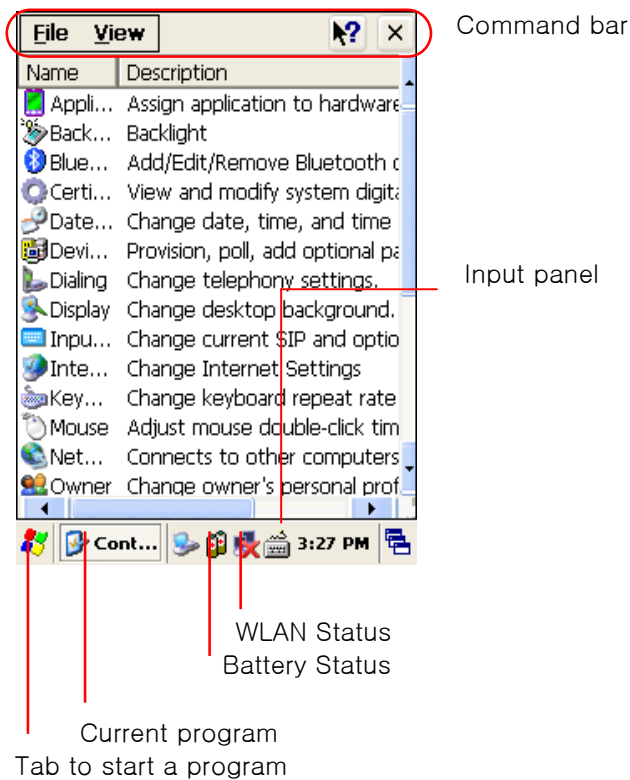 File View ? ×
Command bar
Name Description
Appli... Assign application to hardware
Back... Backlight
Blue... Add/Edit/Remove Bluetooth
Certi... View and modify system digita
Date... Change date, time, and time
Devi... Provision, poll, add optional pa
Dialing Change telephony settings.
Input panel
Display Change desktop background.
Inpu... Change current SIP and optio
Inte... Change Internet Settings
Key... Change keyboard repeat rate
Mouse Adjust mouse double-click tim
Net... Connects to other computers
Owner Change owner's personal prof
Cont... 3:27 PM
WLAN Status
Battery Status
Current program
Tab to start a program